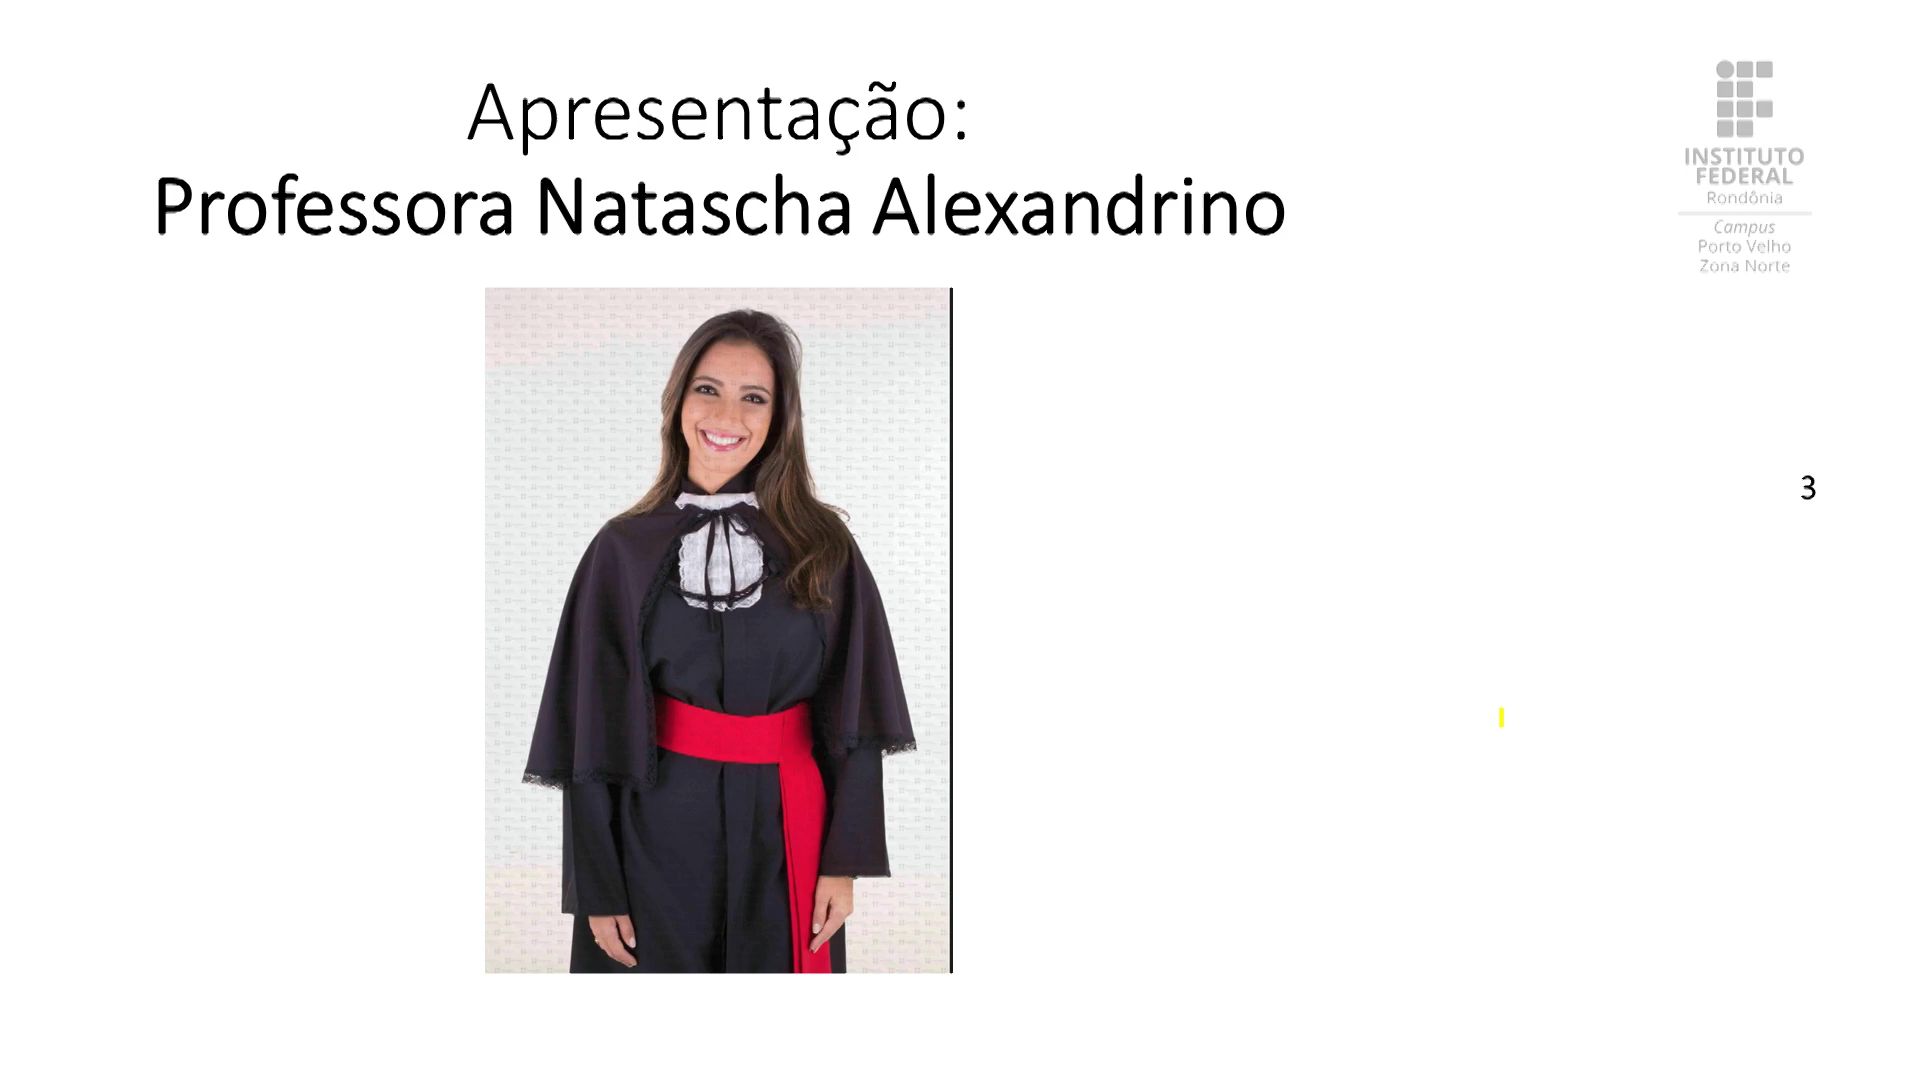 Apresentação:
Professora Natascha Alexandrino
INSTITUTO
FEDERAL
Rondônia
Campus
Porto Velho
Zona Norte
3